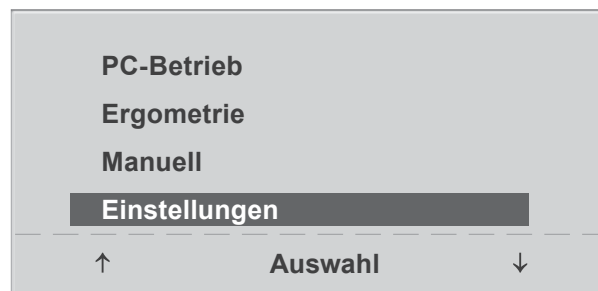 PC-Betrieb
Ergometrie
Manuell
Einstellungen
↑ Auswahl ↓